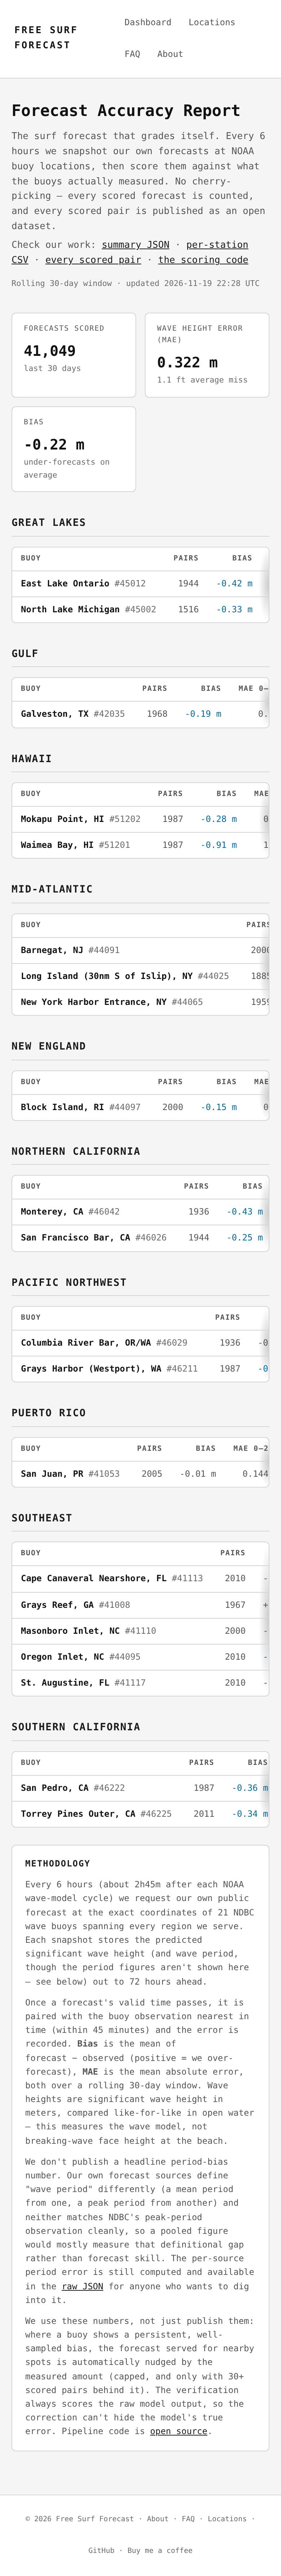 FREE SURF
FORECAST
Dashboard Locations
FAQ About
Forecast Accuracy Report
The surf forecast that grades itself. Every 6
hours we snapshot our own forecasts at NOAA
buoy locations, then score them against what
the buoys actually measured. No cherry-
picking — every scored forecast is counted,
and every scored pair is published as an open
dataset.
Check our work: summary JSON · per-station
CSV · every scored pair · the scoring code
Rolling 30-day window · updated 2026-11-19 22:28 UTC
FORECASTS SCORED
41,049
last 30 days
WAVE HEIGHT ERROR
(MAE)
0.322 m
1.1 ft average miss
BIAS
-0.22 m
under-forecasts on
average
GREAT LAKES
BUOY PAIRS BIAS
East Lake Ontario #45012 1944 -0.42 m
North Lake Michigan #45002 1516 -0.33 m
GULF
BUOY PAIRS BIAS MAE 0—
Galveston, TX #42035 1968 -0.19 m 0.
HAWAII
BUOY PAIRS BIAS MAE
Mokapu Point, HI #51202 1987 -0.28 m 0
Waimea Bay, HI #51201 1987 -0.91 m 1
MID-ATLANTIC
BUOY PAIRS
Barnegat, NJ #44091 2000
Long Island (30nm S of Islip), NY #44025 1885
New York Harbor Entrance, NY #44065 1959
NEW ENGLAND
BUOY PAIRS BIAS MAE
Block Island, RI #44097 2000 -0.15 m 0
NORTHERN CALIFORNIA
BUOY PAIRS BIAS
Monterey, CA #46042 1936 -0.43 m
San Francisco Bar, CA #46026 1944 -0.25 m
PACIFIC NORTHWEST
BUOY PAIRS
Columbia River Bar, OR/WA #46029 1936 -0
Grays Harbor (Westport), WA #46211 1987 -0
PUERTO RICO
BUOY PAIRS BIAS MAE 0—2
San Juan, PR #41053 2005 -0.01 m 0.144
SOUTHEAST
BUOY PAIRS
Cape Canaveral Nearshore, FL #41113 2010 -
Grays Reef, GA #41008 1967 +
Masonboro Inlet, NC #41110 2000 -
Oregon Inlet, NC #44095 2010 -
St. Augustine, FL #41117 2010 -
SOUTHERN CALIFORNIA
BUOY PAIRS BIAS
San Pedro, CA #46222 1987 -0.36 m
Torrey Pines Outer, CA #46225 2011 -0.34 m
METHODOLOGY
Every 6 hours (about 2h45m after each NOAA
wave-model cycle) we request our own public
forecast at the exact coordinates of 21 NDBC
wave buoys spanning every region we serve.
Each snapshot stores the predicted
significant wave height (and wave period,
though the period figures aren't shown here
— see below) out to 72 hours ahead.
Once a forecast's valid time passes, it is
paired with the buoy observation nearest in
time (within 45 minutes) and the error is
recorded. Bias is the mean of
forecast − observed (positive = we over-
forecast), MAE is the mean absolute error,
both over a rolling 30-day window. Wave
heights are significant wave height in
meters, compared like-for-like in open water
— this measures the wave model, not
breaking-wave face height at the beach.
We don't publish a headline period-bias
number. Our own forecast sources define
"wave period" differently (a mean period
from one, a peak period from another) and
neither matches NDBC's peak-period
observation cleanly, so a pooled figure
would mostly measure that definitional gap
rather than forecast skill. The per-source
period error is still computed and available
in the raw JSON for anyone who wants to dig
into it.
We use these numbers, not just publish them:
where a buoy shows a persistent, well-
sampled bias, the forecast served for nearby
spots is automatically nudged by the
measured amount (capped, and only with 30+
scored pairs behind it). The verification
always scores the raw model output, so the
correction can't hide the model's true
error. Pipeline code is open source.
© 2026 Free Surf Forecast · About · FAQ · Locations ·
GitHub · Buy me a coffee